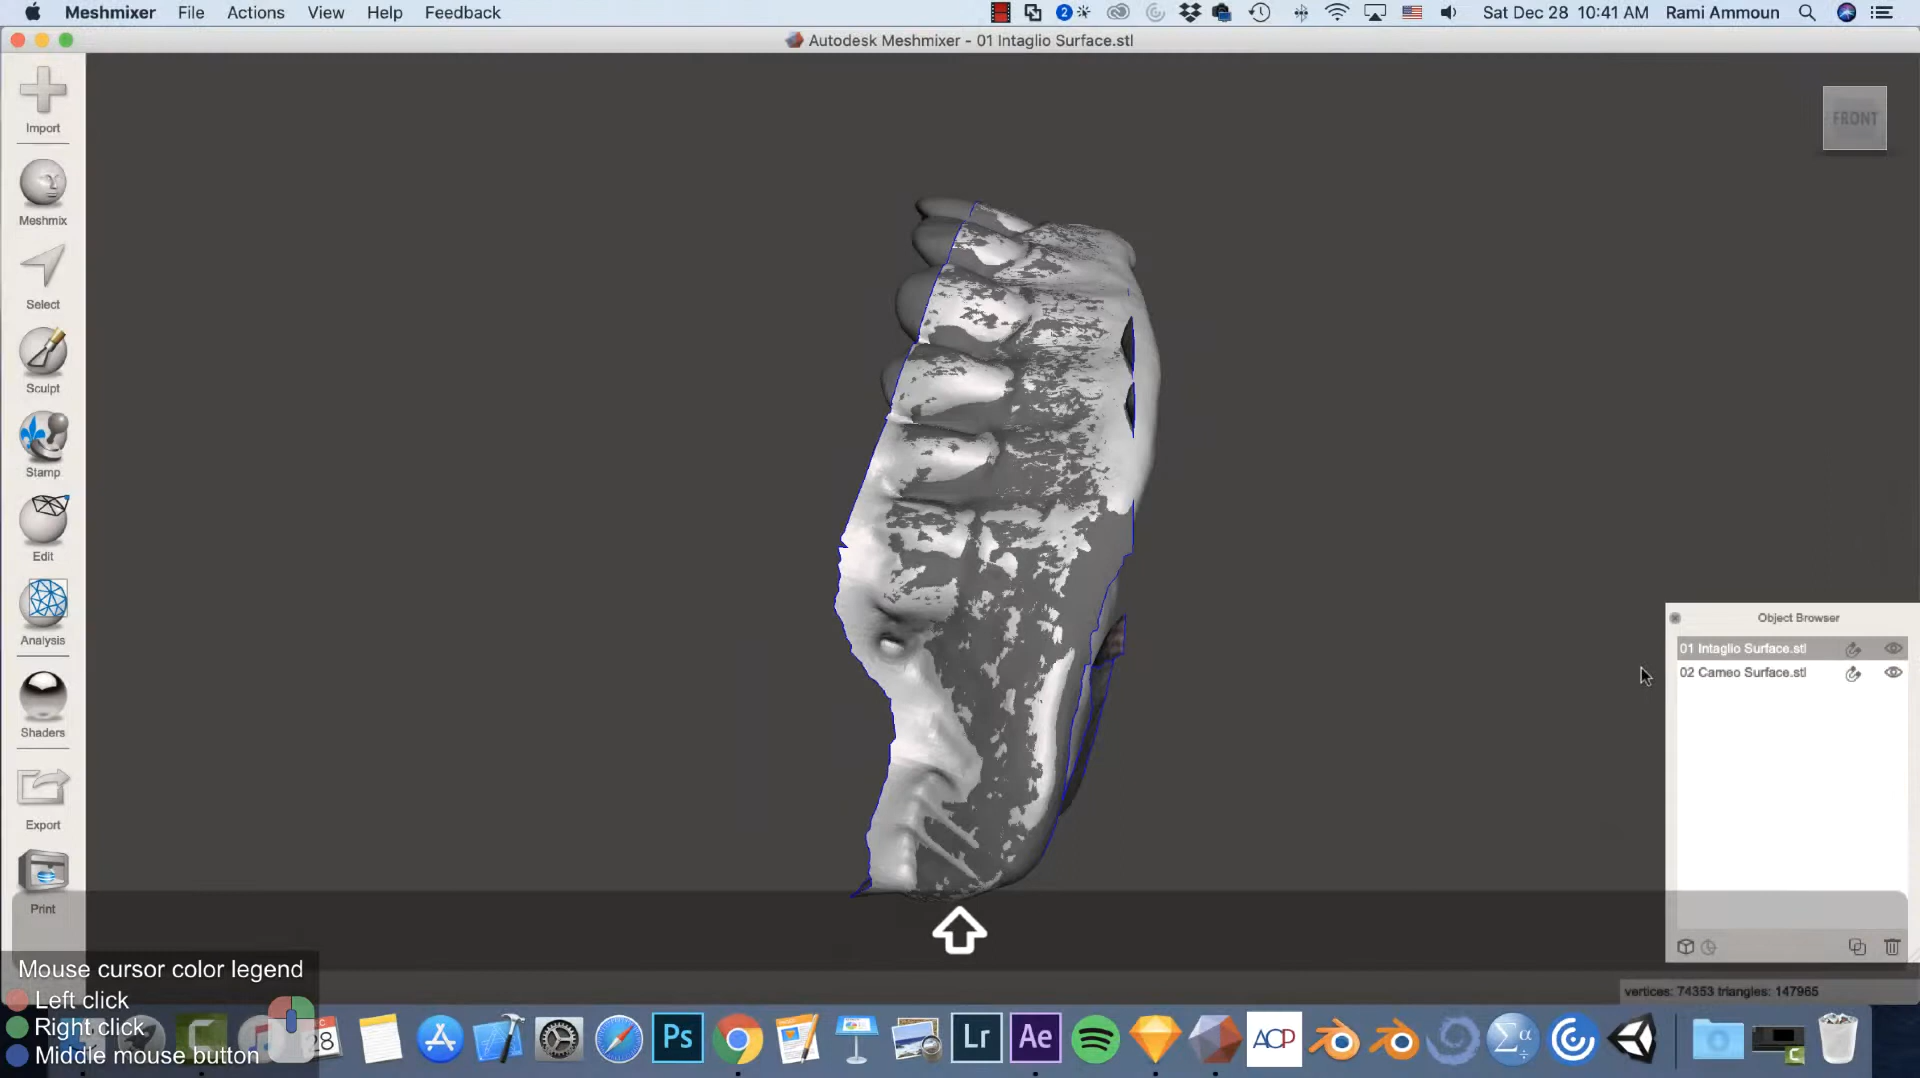 Meshmixer File Actions View Help Feedback 2 Sat Dec 28 10:41 AM Rami Ammoun
Autodesk Meshmixer - 01 Intaglio Surface.stl
FRONT
Import
Meshmix
Select
Sculpt
Stamp
Edit
Analysis
Shaders
Export
Print
Object Browser
01 Intaglio Surface.stl
02 Cameo Surface.stl
vertices: 74353 triangles: 147965
Mouse cursor color legend
Left click
Right click
Middle mouse button
28
Ps
Lr
Ae
ACP